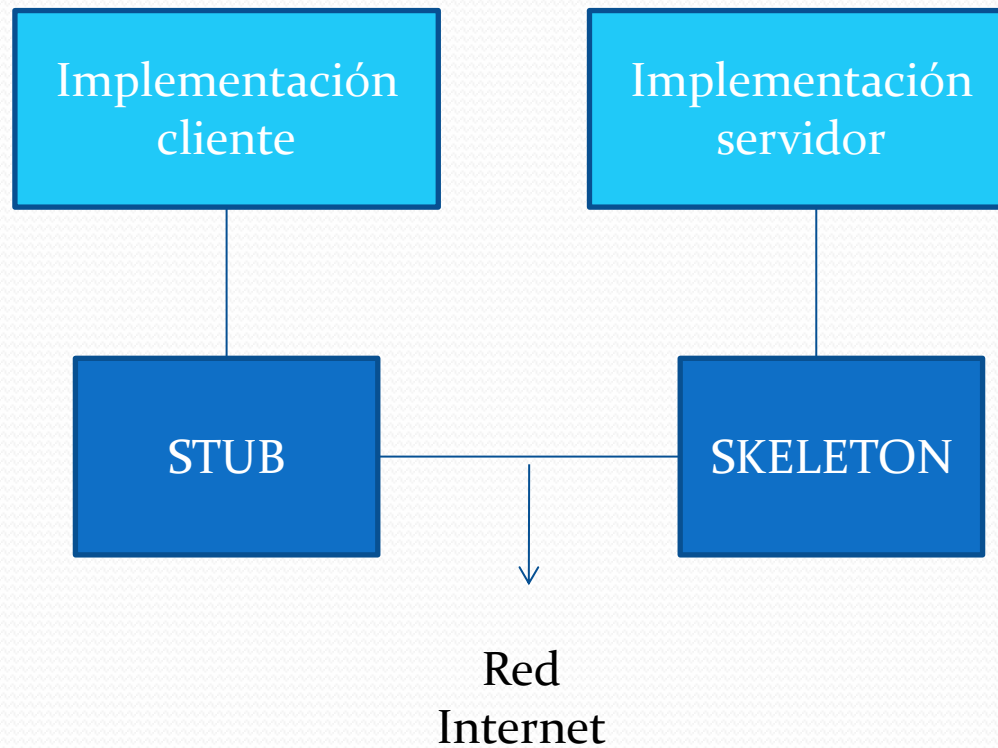 Implementación
cliente
Implementación
servidor
STUB
SKELETON
Red
Internet